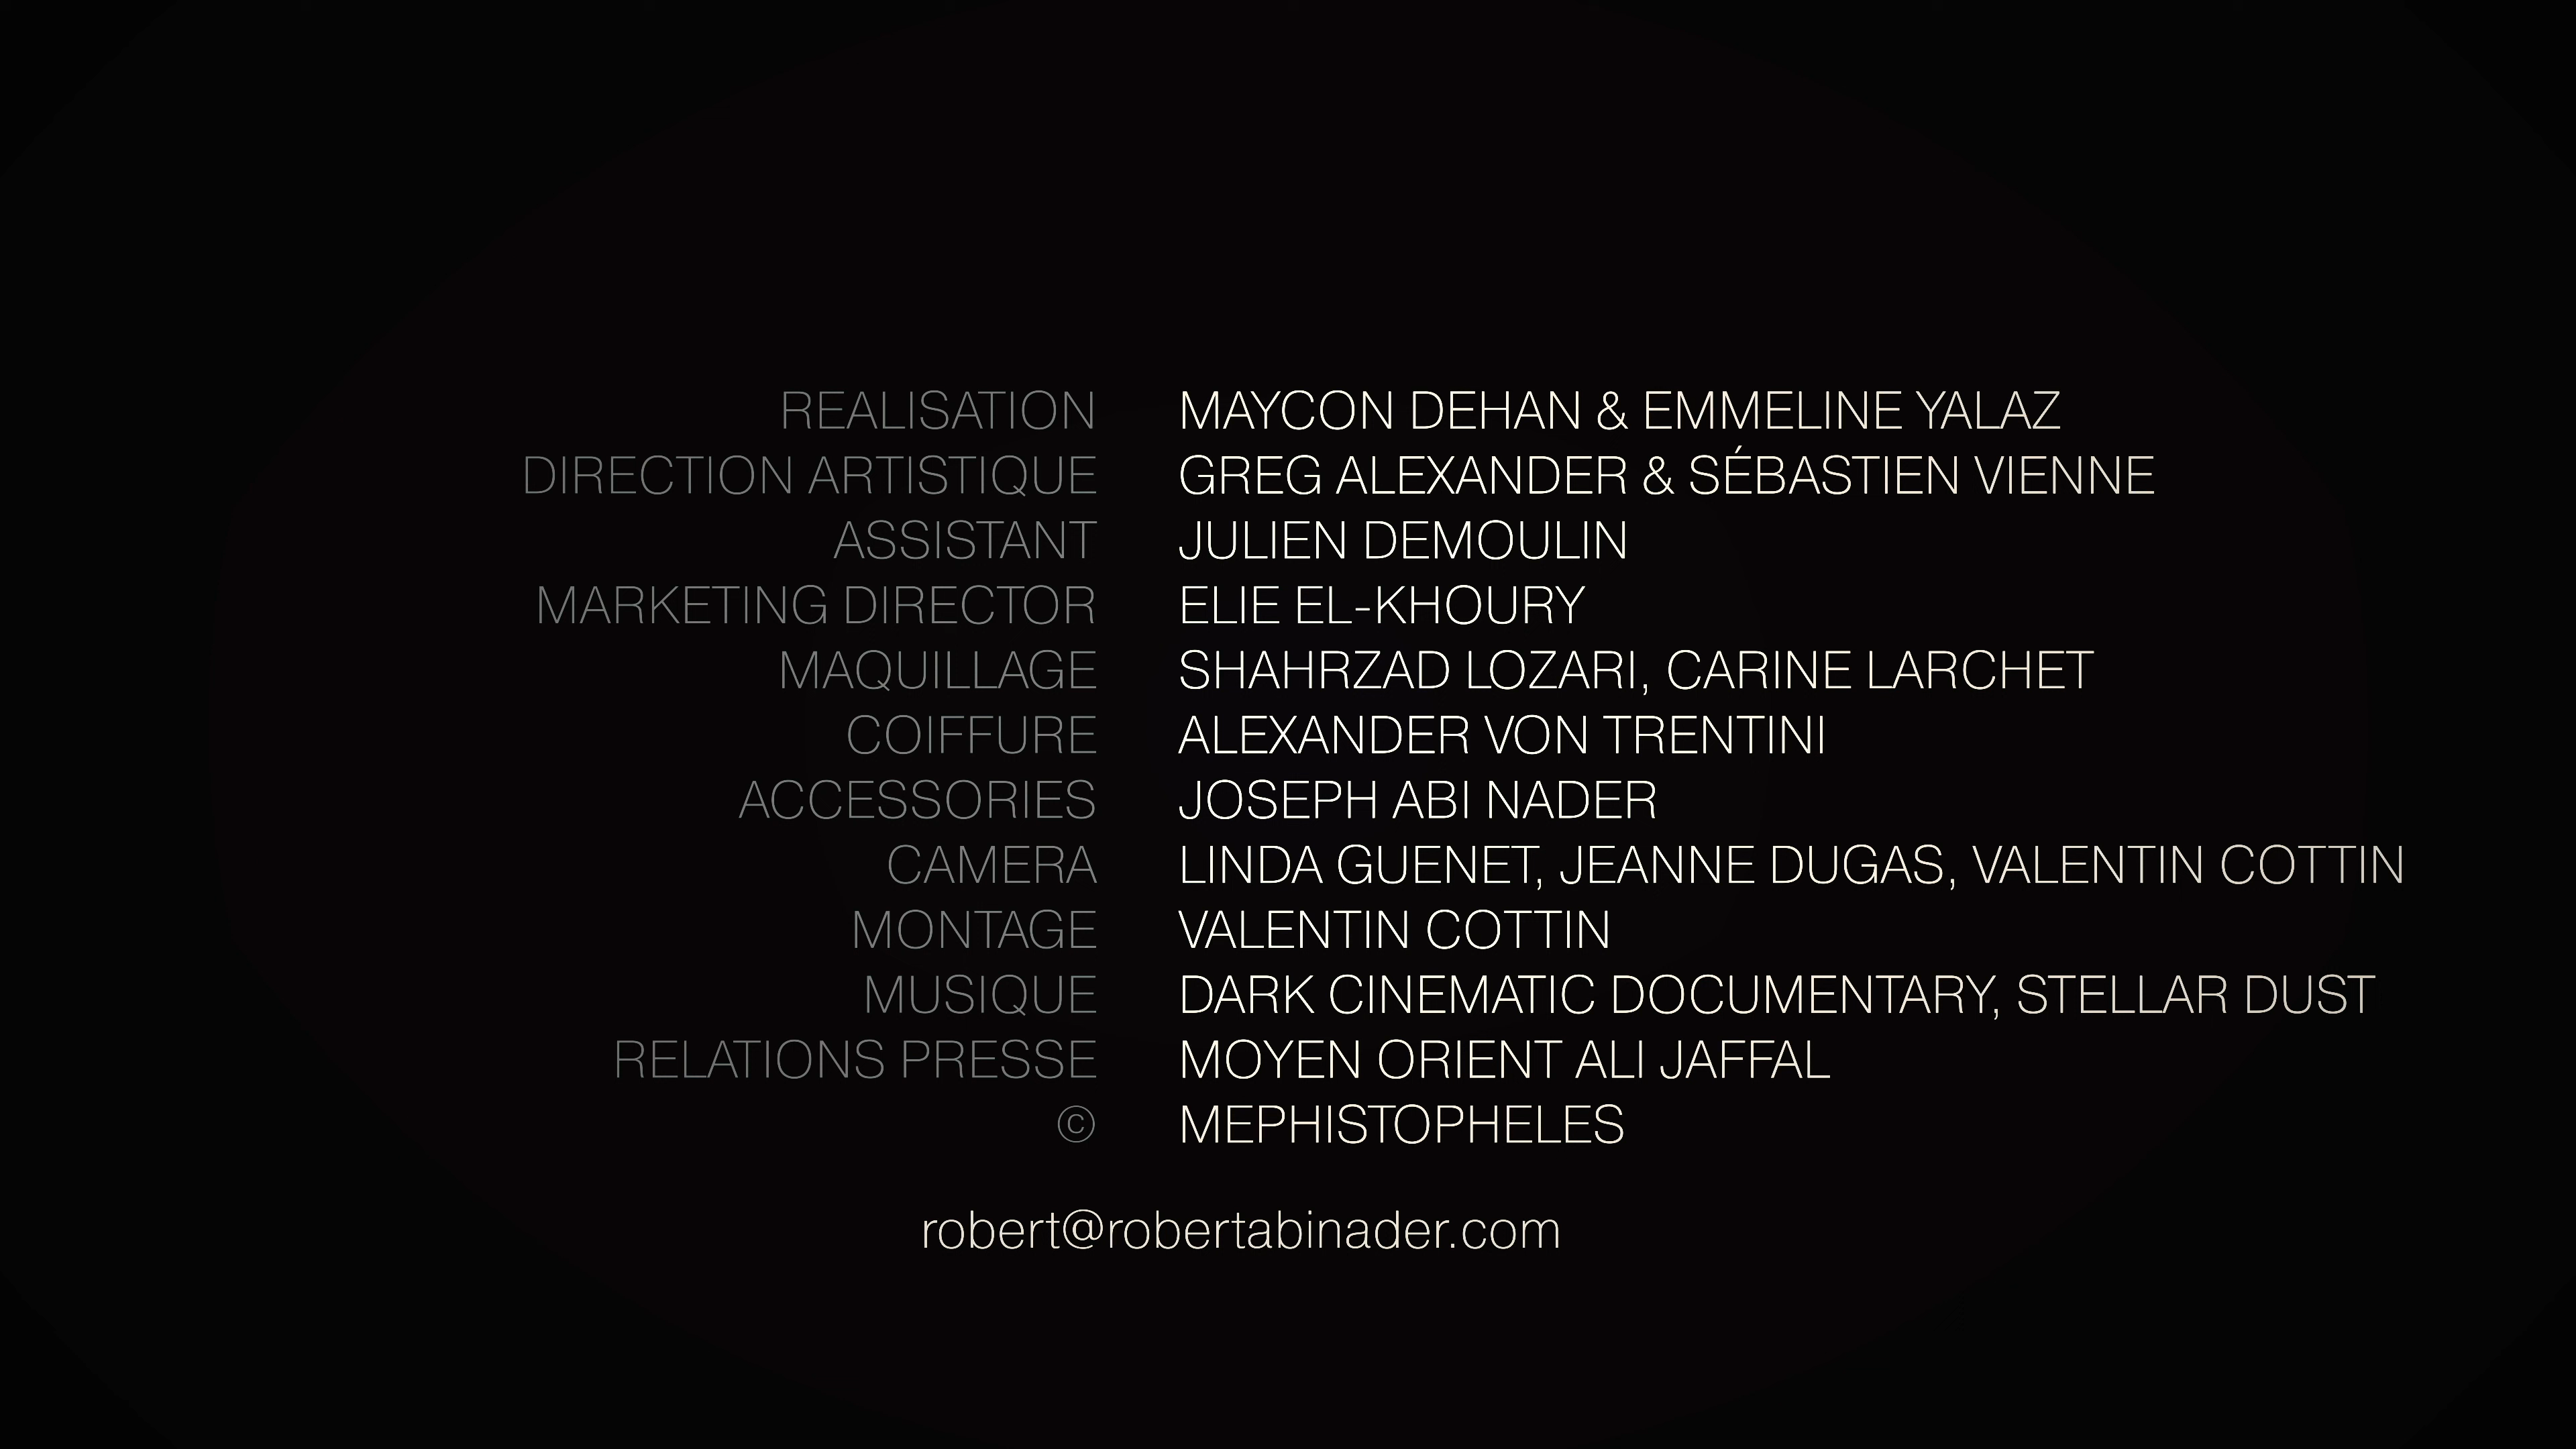 REALISATION MAYCON DEHAN & EMMELINE YALAZ
DIRECTION ARTISTIQUE GREG ALEXANDER & SÉBASTIEN VIENNE
ASSISTANT JULIEN DEMOULIN
MARKETING DIRECTOR ELIE EL-KHOURY
MAQUILLAGE SHAHRZAD LOZARI, CARINE LARCHET
COIFFURE ALEXANDER VON TRENTINI
ACCESSORIES JOSEPH ABI NADER
CAMERA LINDA GUENET, JEANNE DUGAS, VALENTIN COTTIN
MONTAGE VALENTIN COTTIN
MUSIQUE DARK CINEMATIC DOCUMENTARY, STELLAR DUST
RELATIONS PRESSE MOYEN ORIENT ALI JAFFAL
© MEPHISTOPHELES
robert@robertabinader.com